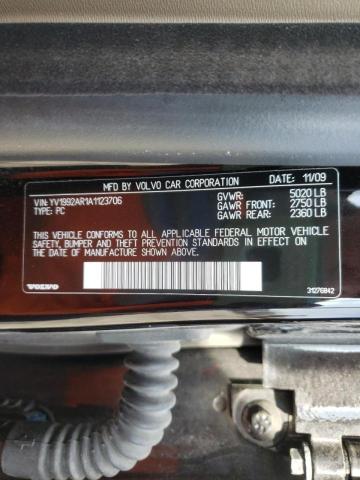 MFD BY VOLVO CAR CORPORATION DATE: 11/09
VIN: YV1992AR1A1123706 GVWR: 5020 LB
TYPE: PC GAWR FRONT: 2750 LB
GAWR REAR: 2360 LB
THIS VEHICLE CONFORMS TO ALL APPLICABLE FEDERAL MOTOR VEHICLE
SAFETY, BUMPER AND THEFT PREVENTION STANDARDS IN EFFECT ON THE
DATE OF MANUFACTURE SHOWN ABOVE.
VOLVO 31276842